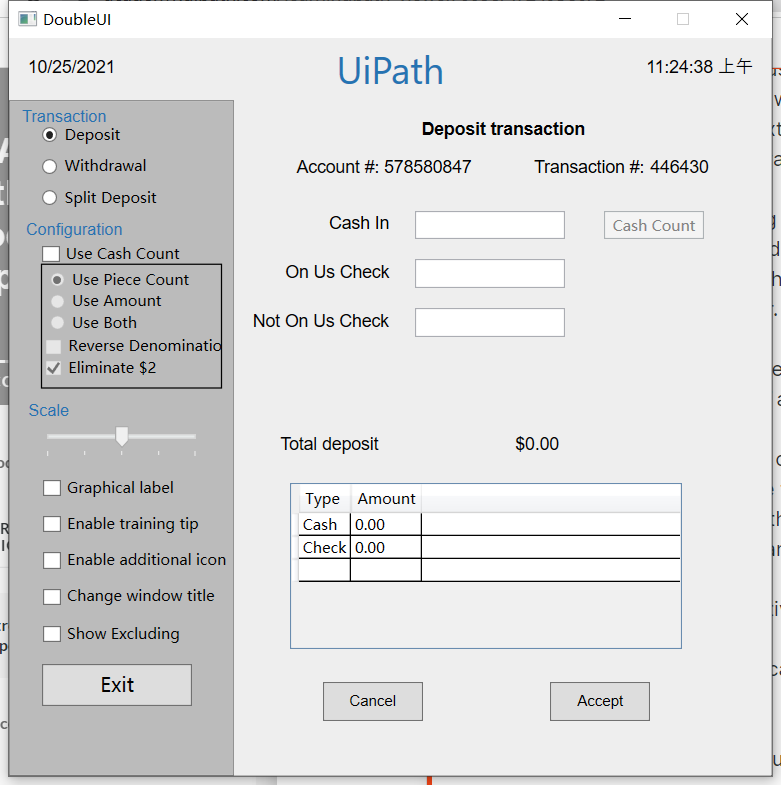 DoubleUI
10/25/2021
UiPath
11:24:38 上午
Transaction
Deposit
Withdrawal
Split Deposit
Configuration
Use Cash Count
Use Piece Count
Use Amount
Use Both
Reverse Denominatio
Eliminate $2
Scale
Graphical label
Enable training tip
Enable additional icon
Change window title
Show Excluding
Exit
Deposit transaction
Account #: 578580847 Transaction #: 446430
Cash In
Cash Count
On Us Check
Not On Us Check
Total deposit $0.00
Type Amount
Cash 0.00
Check 0.00
Cancel
Accept